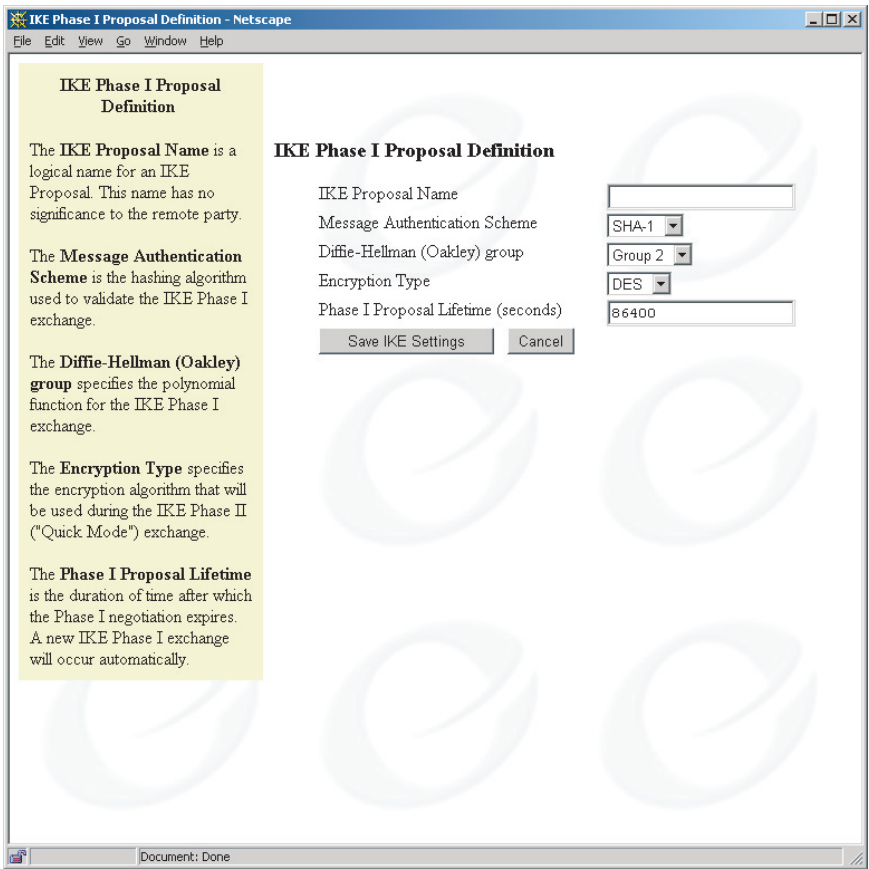 IKE Phase I Proposal Definition - Netscape
File Edit View Go Window Help
IKE Phase I Proposal
Definition
The IKE Proposal Name is a
logical name for an IKE
Proposal. This name has no
significance to the remote party.
The Message Authentication
Scheme is the hashing algorithm
used to validate the IKE Phase I
exchange.
The Diffie-Hellman (Oakley)
group specifies the polynomial
function for the IKE Phase I
exchange.
The Encryption Type specifies
the encryption algorithm that will
be used during the IKE Phase II
("Quick Mode") exchange.
The Phase I Proposal Lifetime
is the duration of time after which
the Phase I negotiation expires.
A new IKE Phase I exchange
will occur automatically.
IKE Phase I Proposal Definition
IKE Proposal Name
Message Authentication Scheme SHA-1
Diffie-Hellman (Oakley) group Group 2
Encryption Type DES
Phase I Proposal Lifetime (seconds) 86400
Save IKE Settings Cancel
Document: Done